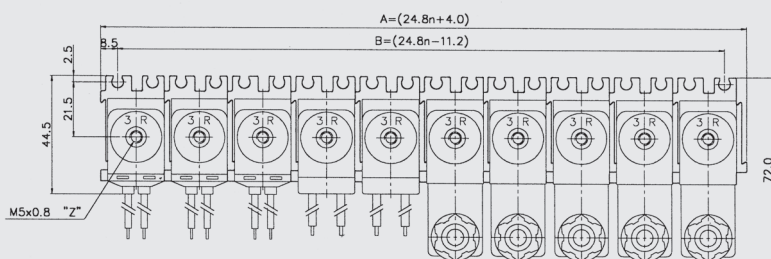 A=(24.8n+4.0)
B=(24.8n−11.2)
8.5
2.5
21.5
44.5
72.0
3 R 3 R 3 R 3 R 3 R 3 R 3 R 3 R 3 R 3 R
M5x0.8 "Z"